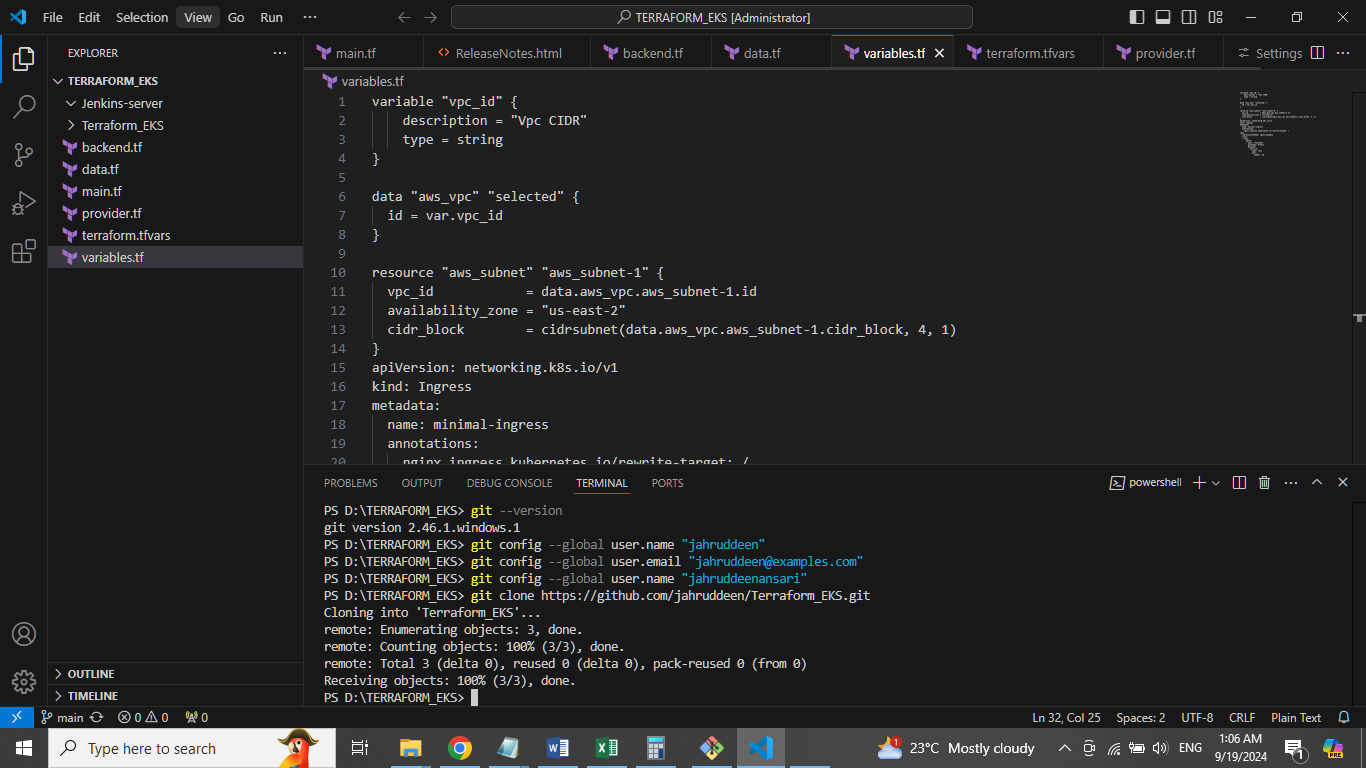 File Edit Selection View Go Run ··· TERRAFORM_EKS [Administrator]
EXPLORER ···
TERRAFORM_EKS
Jenkins-server
Terraform_EKS
backend.tf
data.tf
main.tf
provider.tf
terraform.tfvars
variables.tf
OUTLINE
TIMELINE
main.tf ReleaseNotes.html backend.tf data.tf variables.tf terraform.tfvars provider.tf Settings ···
variables.tf
1 variable "vpc_id" {
2 description = "Vpc CIDR"
3 type = string
4 }
5
6 data "aws_vpc" "selected" {
7 id = var.vpc_id
8 }
9
10 resource "aws_subnet" "aws_subnet-1" {
11 vpc_id = data.aws_vpc.aws_subnet-1.id
12 availability_zone = "us-east-2"
13 cidr_block = cidrsubnet(data.aws_vpc.aws_subnet-1.cidr_block, 4, 1)
14 }
15 apiVersion: networking.k8s.io/v1
16 kind: Ingress
17 metadata:
18 name: minimal-ingress
19 annotations:
20 nginx.ingress.kubernetes.io/rewrite-target: /
PROBLEMS OUTPUT DEBUG CONSOLE TERMINAL PORTS powershell ···
PS D:\TERRAFORM_EKS> git --version
git version 2.46.1.windows.1
PS D:\TERRAFORM_EKS> git config --global user.name "jahruddeen"
PS D:\TERRAFORM_EKS> git config --global user.email "jahruddeen@examples.com"
PS D:\TERRAFORM_EKS> git config --global user.name "jahruddeenansari"
PS D:\TERRAFORM_EKS> git clone https://github.com/jahruddeen/Terraform_EKS.git
Cloning into 'Terraform_EKS'...
remote: Enumerating objects: 3, done.
remote: Counting objects: 100% (3/3), done.
remote: Total 3 (delta 0), reused 0 (delta 0), pack-reused 0 (from 0)
Receiving objects: 100% (3/3), done.
PS D:\TERRAFORM_EKS>
main 0 0 0 Ln 32, Col 25 Spaces: 2 UTF-8 CRLF Plain Text
Type here to search 1 23°C Mostly cloudy ENG 1:06 AM 1 PRE
9/19/2024